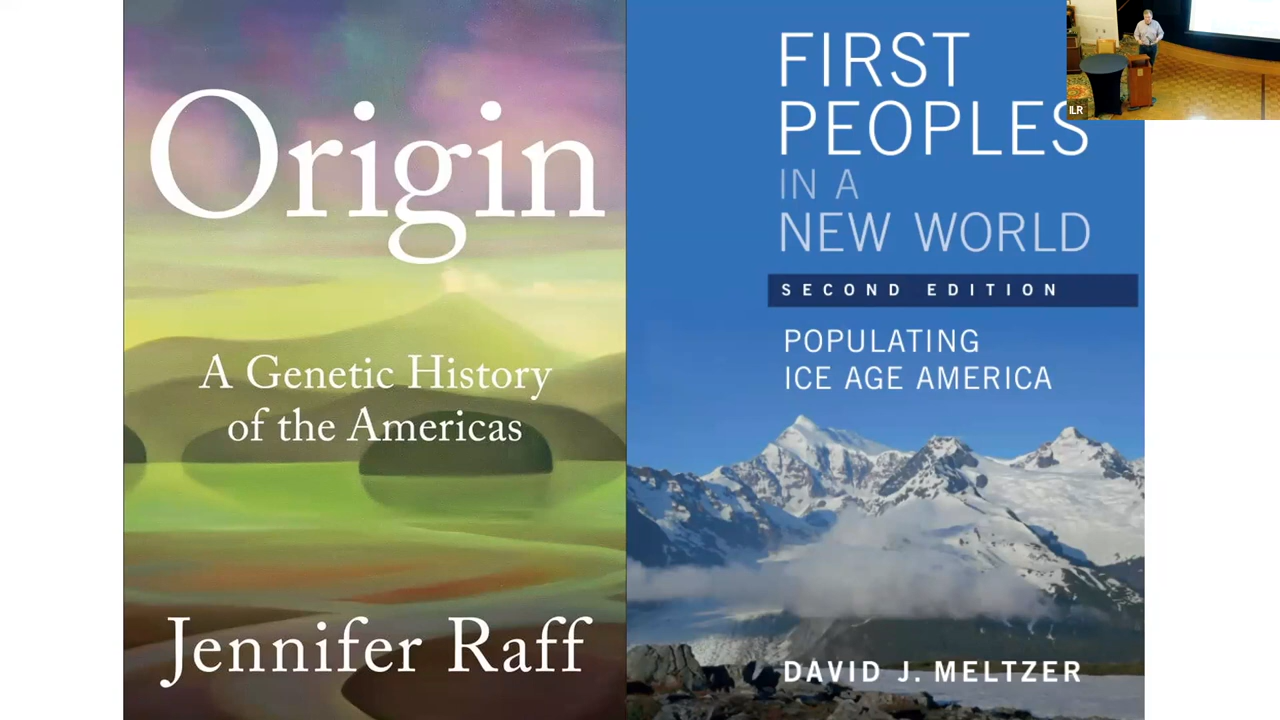 Origin
A Genetic History
of the Americas
Jennifer Raff
FIRST
PEOPLES
IN A
NEW WORLD
SECOND EDITION
POPULATING
ICE AGE AMERICA
DAVID J. MELTZER
ILR